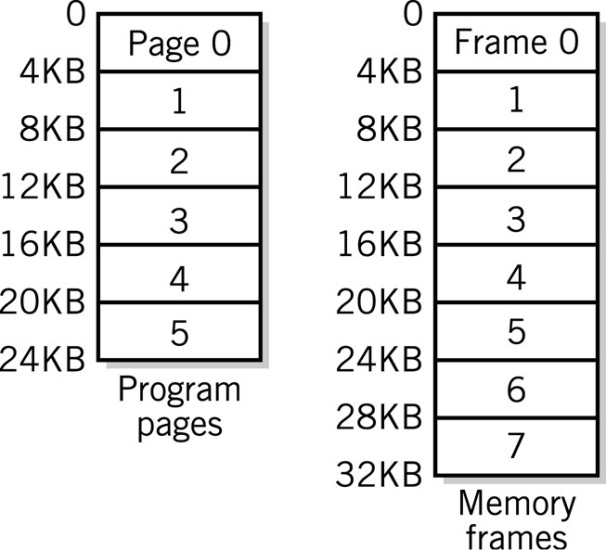 0
Page 0
4KB
1
8KB
2
12KB
3
16KB
4
20KB
5
24KB
Program
pages
0
Frame 0
4KB
1
8KB
2
12KB
3
16KB
4
20KB
5
24KB
6
28KB
7
32KB
Memory
frames